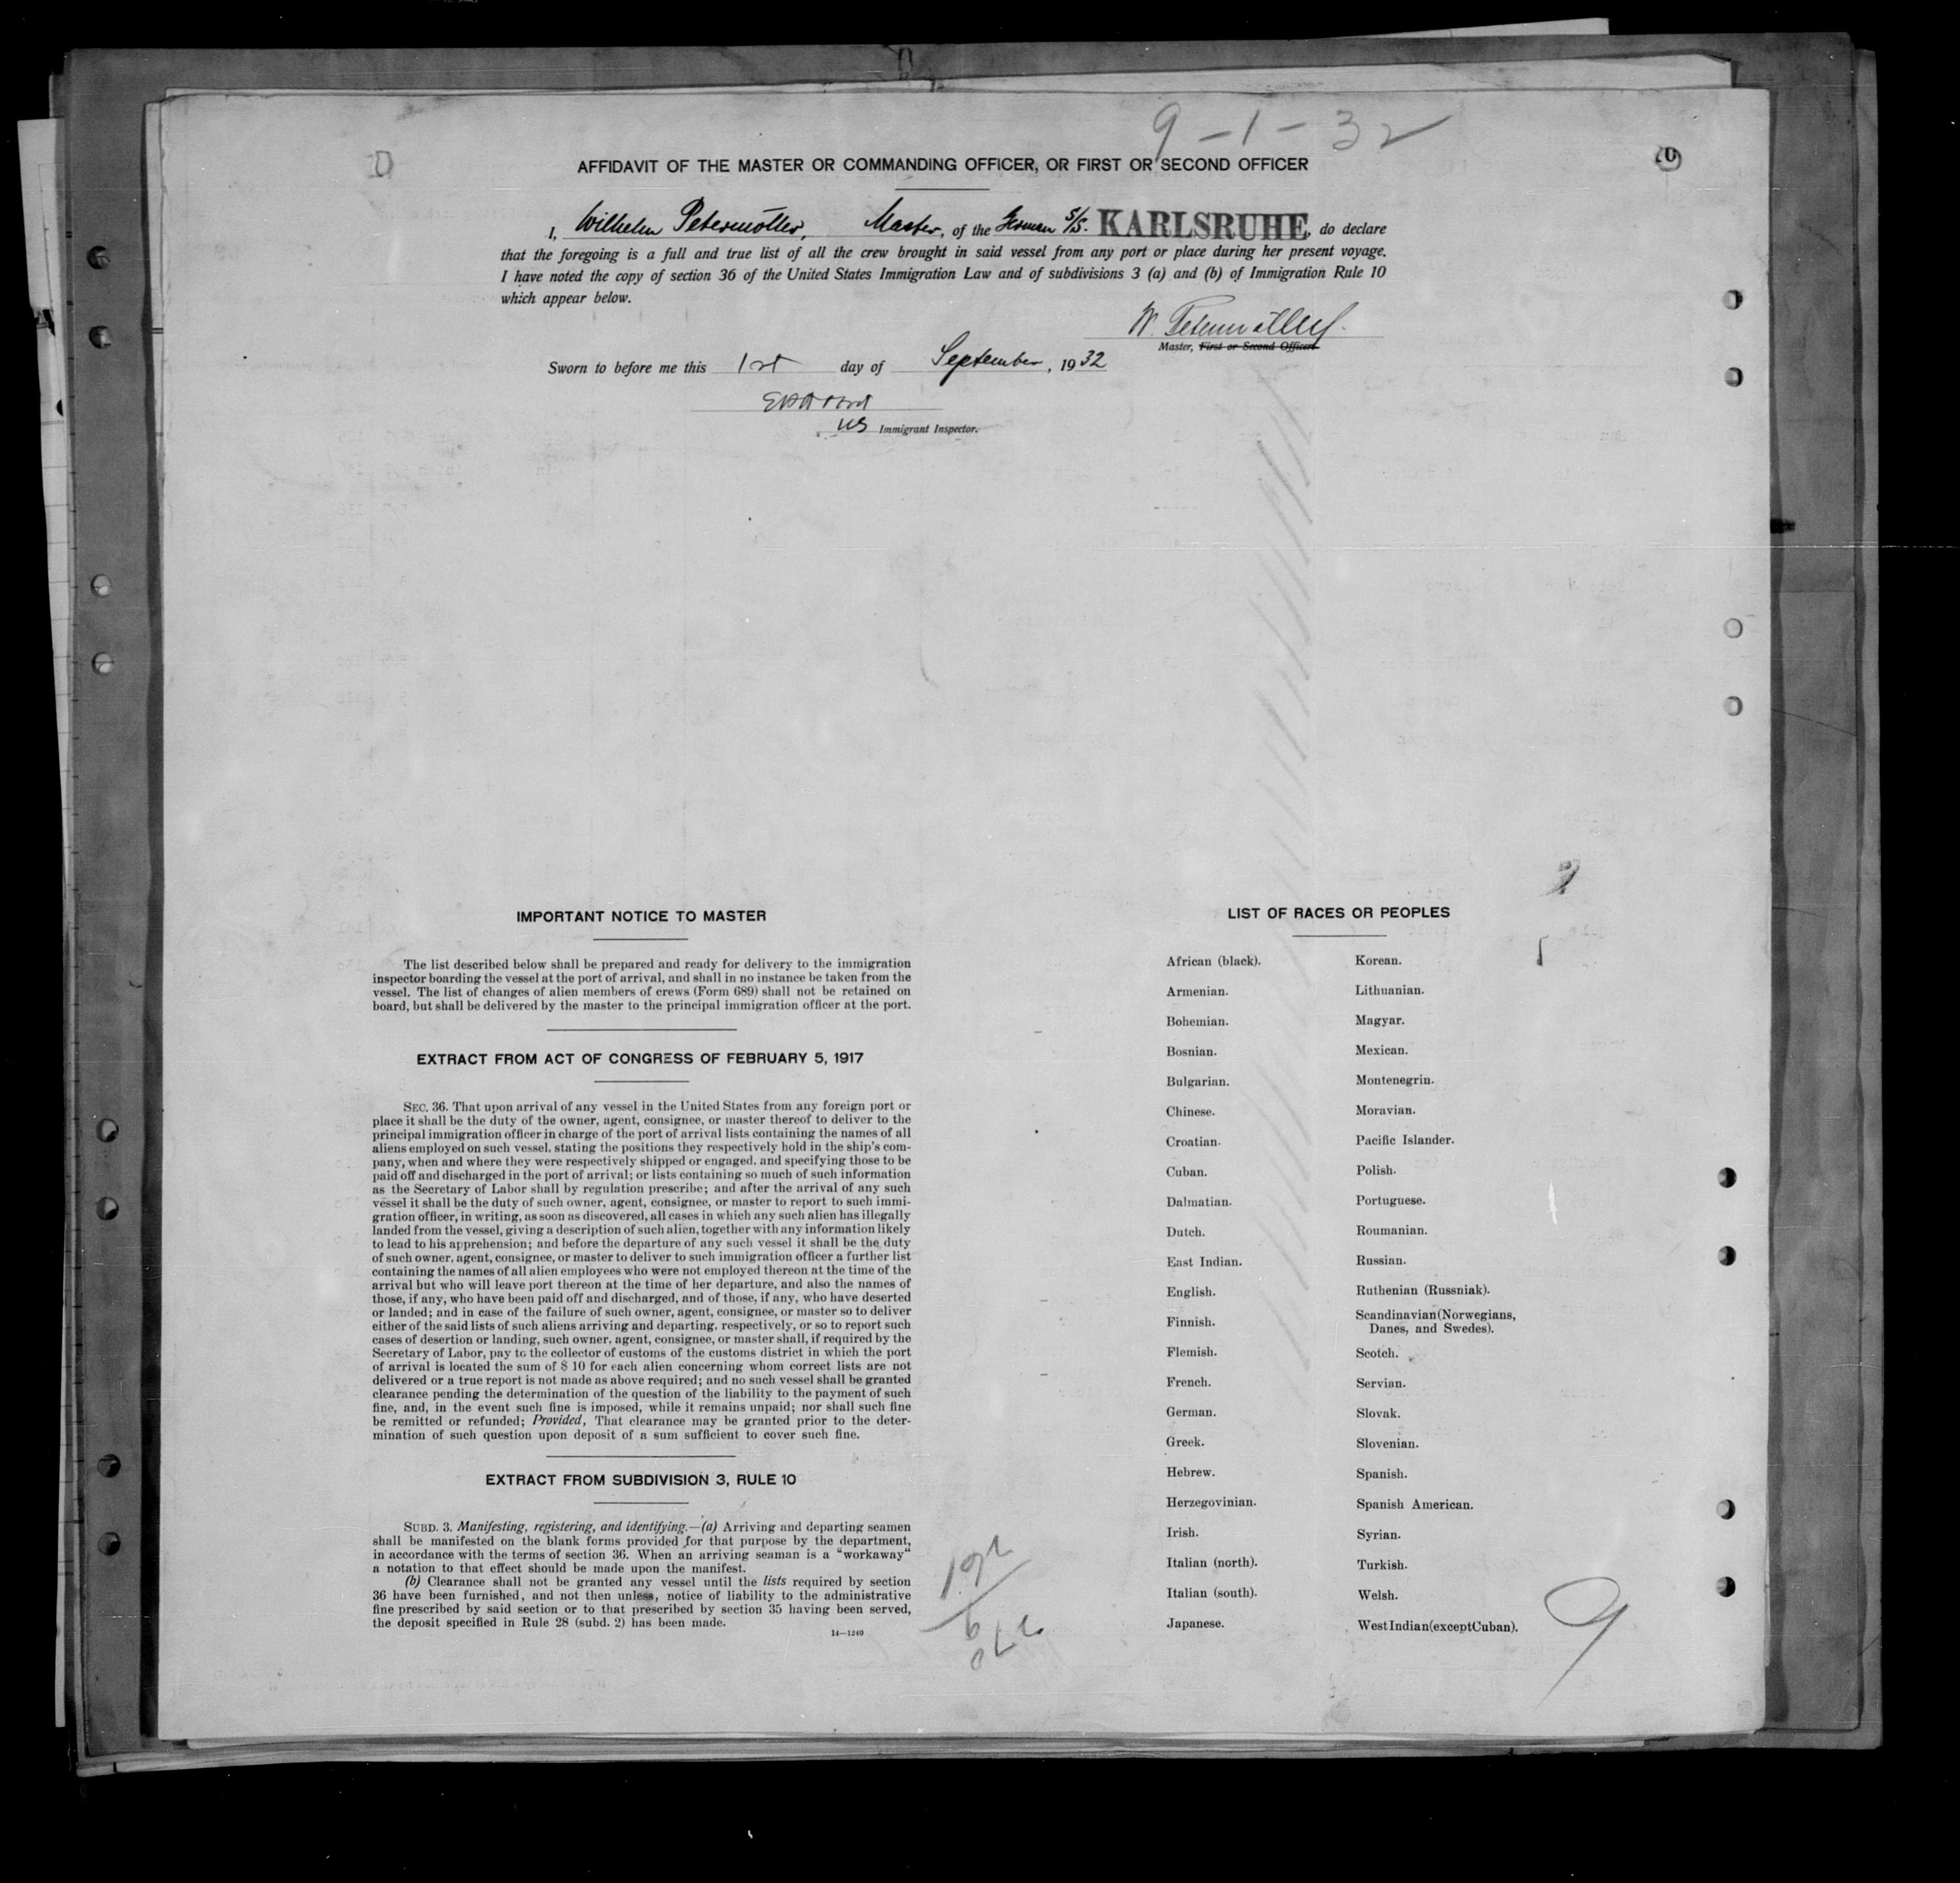 9-1-32
AFFIDAVIT OF THE MASTER OR COMMANDING OFFICER, OR FIRST OR SECOND OFFICER
I, Wilhelm Petermöller, Master, of the German S/S. KARLSRUHE, do declare
that the foregoing is a full and true list of all the crew brought in said vessel from any port or place during her present voyage.
I have noted the copy of section 36 of the United States Immigration Law and of subdivisions 3 (a) and (b) of Immigration Rule 10
which appear below.
W. Petermöller.
Master, First or Second Officer.
Sworn to before me this 1st day of September, 1932
US Immigrant Inspector.
IMPORTANT NOTICE TO MASTER
The list described below shall be prepared and ready for delivery to the immigration
inspector boarding the vessel at the port of arrival, and shall in no instance be taken from the
vessel. The list of changes of alien members of crews (Form 689) shall not be retained on
board, but shall be delivered by the master to the principal immigration officer at the port.
EXTRACT FROM ACT OF CONGRESS OF FEBRUARY 5, 1917
SEC. 36. That upon arrival of any vessel in the United States from any foreign port or
place it shall be the duty of the owner, agent, consignee, or master thereof to deliver to the
principal immigration officer in charge of the port of arrival lists containing the names of all
aliens employed on such vessel, stating the positions they respectively hold in the ship's com-
pany, when and where they were respectively shipped or engaged, and specifying those to be
paid off and discharged in the port of arrival; or lists containing so much of such information
as the Secretary of Labor shall by regulation prescribe; and after the arrival of any such
vessel it shall be the duty of such owner, agent, consignee, or master to report to such immi-
gration officer, in writing, as soon as discovered, all cases in which any such alien has illegally
landed from the vessel, giving a description of such alien, together with any information likely
to lead to his apprehension; and before the departure of any such vessel it shall be the duty
of such owner, agent, consignee, or master to deliver to such immigration officer a further list
containing the names of all alien employees who were not employed thereon at the time of the
arrival but who will leave port thereon at the time of her departure, and also the names of
those, if any, who have been paid off and discharged, and of those, if any, who have deserted
or landed; and in case of the failure of such owner, agent, consignee, or master so to deliver
either of the said lists of such aliens arriving and departing, respectively, or so to report such
cases of desertion or landing, such owner, agent, consignee, or master shall, if required by the
Secretary of Labor, pay to the collector of customs of the customs district in which the port
of arrival is located the sum of $ 10 for each alien concerning whom correct lists are not
delivered or a true report is not made as above required; and no such vessel shall be granted
clearance pending the determination of the question of the liability to the payment of such
fine, and, in the event such fine is imposed, while it remains unpaid; nor shall such fine
be remitted or refunded; Provided, That clearance may be granted prior to the deter-
mination of such question upon deposit of a sum sufficient to cover such fine.
EXTRACT FROM SUBDIVISION 3, RULE 10
SUBD. 3. Manifesting, registering, and identifying.—(a) Arriving and departing seamen
shall be manifested on the blank forms provided for that purpose by the department,
in accordance with the terms of section 36. When an arriving seaman is a "workaway"
a notation to that effect should be made upon the manifest.
(b) Clearance shall not be granted any vessel until the lists required by section
36 have been furnished, and not then unless, notice of liability to the administrative
fine prescribed by said section or to that prescribed by section 35 having been served,
the deposit specified in Rule 28 (subd. 2) has been made.
14—1240
LIST OF RACES OR PEOPLES
African (black).
Armenian.
Bohemian.
Bosnian.
Bulgarian.
Chinese.
Croatian.
Cuban.
Dalmatian.
Dutch.
East Indian.
English.
Finnish.
Flemish.
French.
German.
Greek.
Hebrew.
Herzegovinian.
Irish.
Italian (north).
Italian (south).
Japanese.
Korean.
Lithuanian.
Magyar.
Mexican.
Montenegrin.
Moravian.
Pacific Islander.
Polish.
Portuguese.
Roumanian.
Russian.
Ruthenian (Russniak).
Scandinavian (Norwegians,
Danes, and Swedes).
Scotch.
Servian.
Slovak.
Slovenian.
Spanish.
Spanish American.
Syrian.
Turkish.
Welsh.
West Indian (except Cuban).
9